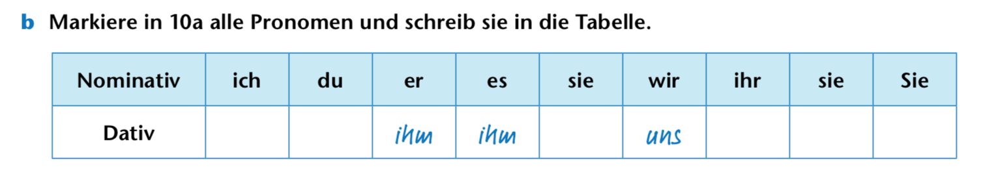 b Markiere in 10a alle Pronomen und schreib sie in die Tabelle.
Nominativ ich du er es sie wir ihr sie Sie
Dativ ihm ihm uns